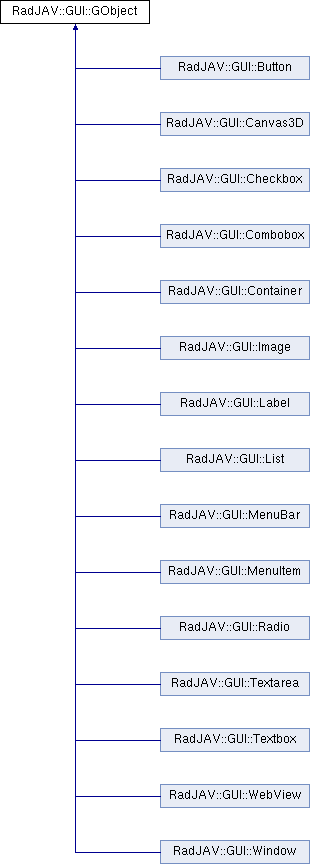 RadJAV::GUI::GObject
RadJAV::GUI::Button
RadJAV::GUI::Canvas3D
RadJAV::GUI::Checkbox
RadJAV::GUI::Combobox
RadJAV::GUI::Container
RadJAV::GUI::Image
RadJAV::GUI::Label
RadJAV::GUI::List
RadJAV::GUI::MenuBar
RadJAV::GUI::MenuItem
RadJAV::GUI::Radio
RadJAV::GUI::Textarea
RadJAV::GUI::Textbox
RadJAV::GUI::WebView
RadJAV::GUI::Window